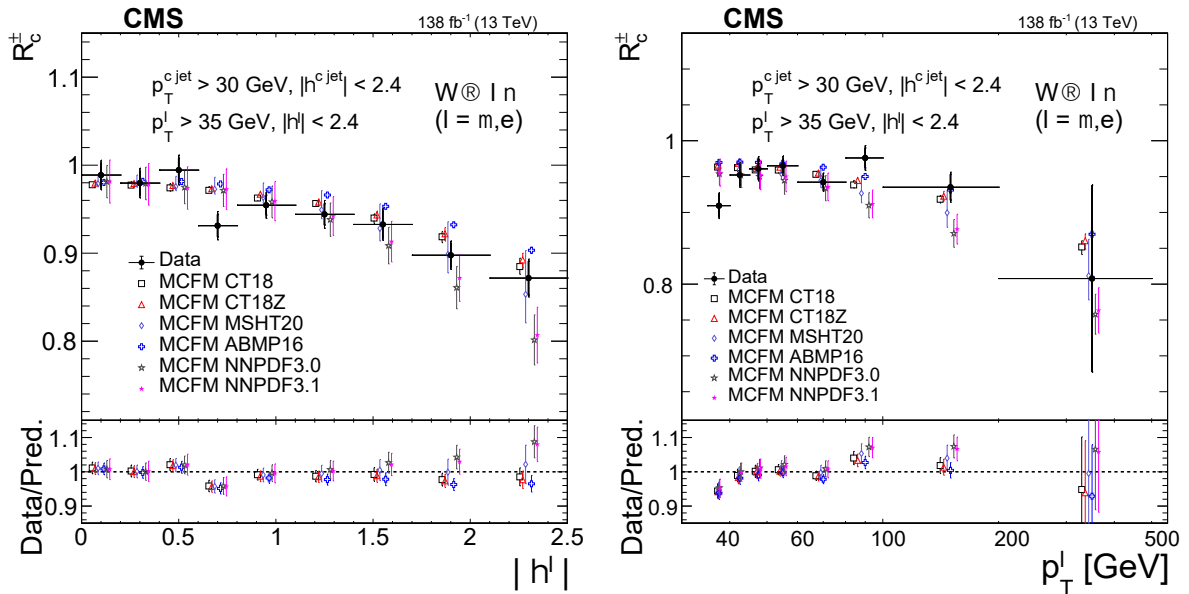 CMS
138 fb⁻¹ (13 TeV)
R_c^±
p_T^{c jet} > 30 GeV, |h^{c jet}| < 2.4
p_T^l > 35 GeV, |h^l| < 2.4
W® l n
(l = m,e)
1.1
1
0.9
0.8
Data
MCFM CT18
MCFM CT18Z
MCFM MSHT20
MCFM ABMP16
MCFM NNPDF3.0
MCFM NNPDF3.1
Data/Pred.
1.1
1
0.9
0 0.5 1 1.5 2 2.5
| h^l |
CMS
138 fb⁻¹ (13 TeV)
R_c^±
p_T^{c jet} > 30 GeV, |h^{c jet}| < 2.4
p_T^l > 35 GeV, |h^l| < 2.4
W® l n
(l = m,e)
1
0.8
Data
MCFM CT18
MCFM CT18Z
MCFM MSHT20
MCFM ABMP16
MCFM NNPDF3.0
MCFM NNPDF3.1
Data/Pred.
1.1
1
0.9
40 60 100 200 500
p_T^l [GeV]